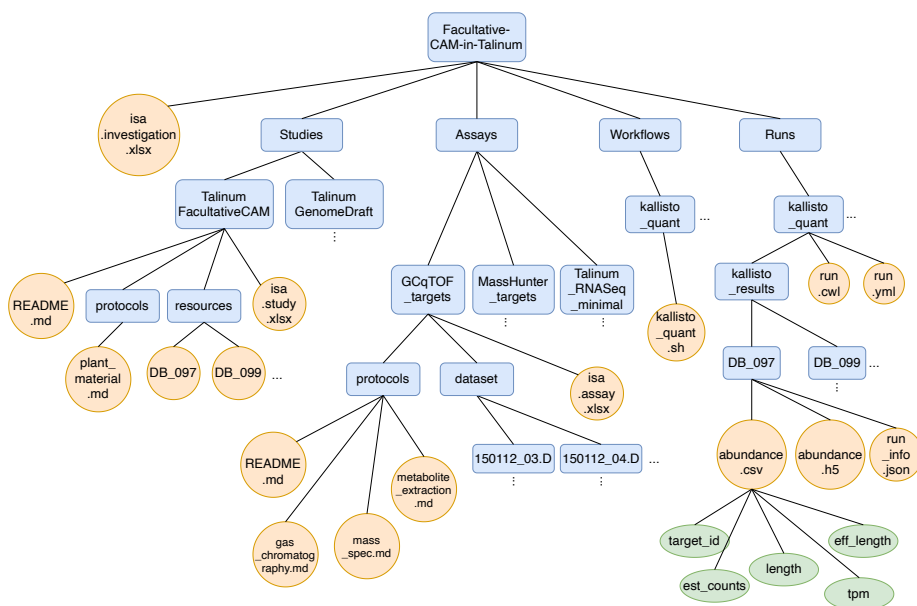 Facultative-
CAM-in-Talinum
isa
.investigation
.xlsx
Studies
Assays
Workflows
Runs
Talinum
FacultativeCAM
Talinum
GenomeDraft
⋮
kallisto
_quant
...
kallisto
_quant
...
README
.md
protocols
resources
isa
.study
.xlsx
GCqTOF
_targets
MassHunter
_targets
⋮
Talinum
_RNASeq
_minimal
⋮
kallisto
_quant
.sh
kallisto
_results
run
.cwl
run
.yml
plant_
material
.md
DB_097
DB_099
...
protocols
dataset
isa
.assay
.xlsx
DB_097
DB_099
...
⋮
README
.md
gas
_chromatog
raphy.md
mass
_spec.md
metabolite
_extraction
.md
150112_03.D
⋮
150112_04.D
...
⋮
abundance
.csv
abundance
.h5
run
_info
.json
target_id
est_counts
length
tpm
eff_length